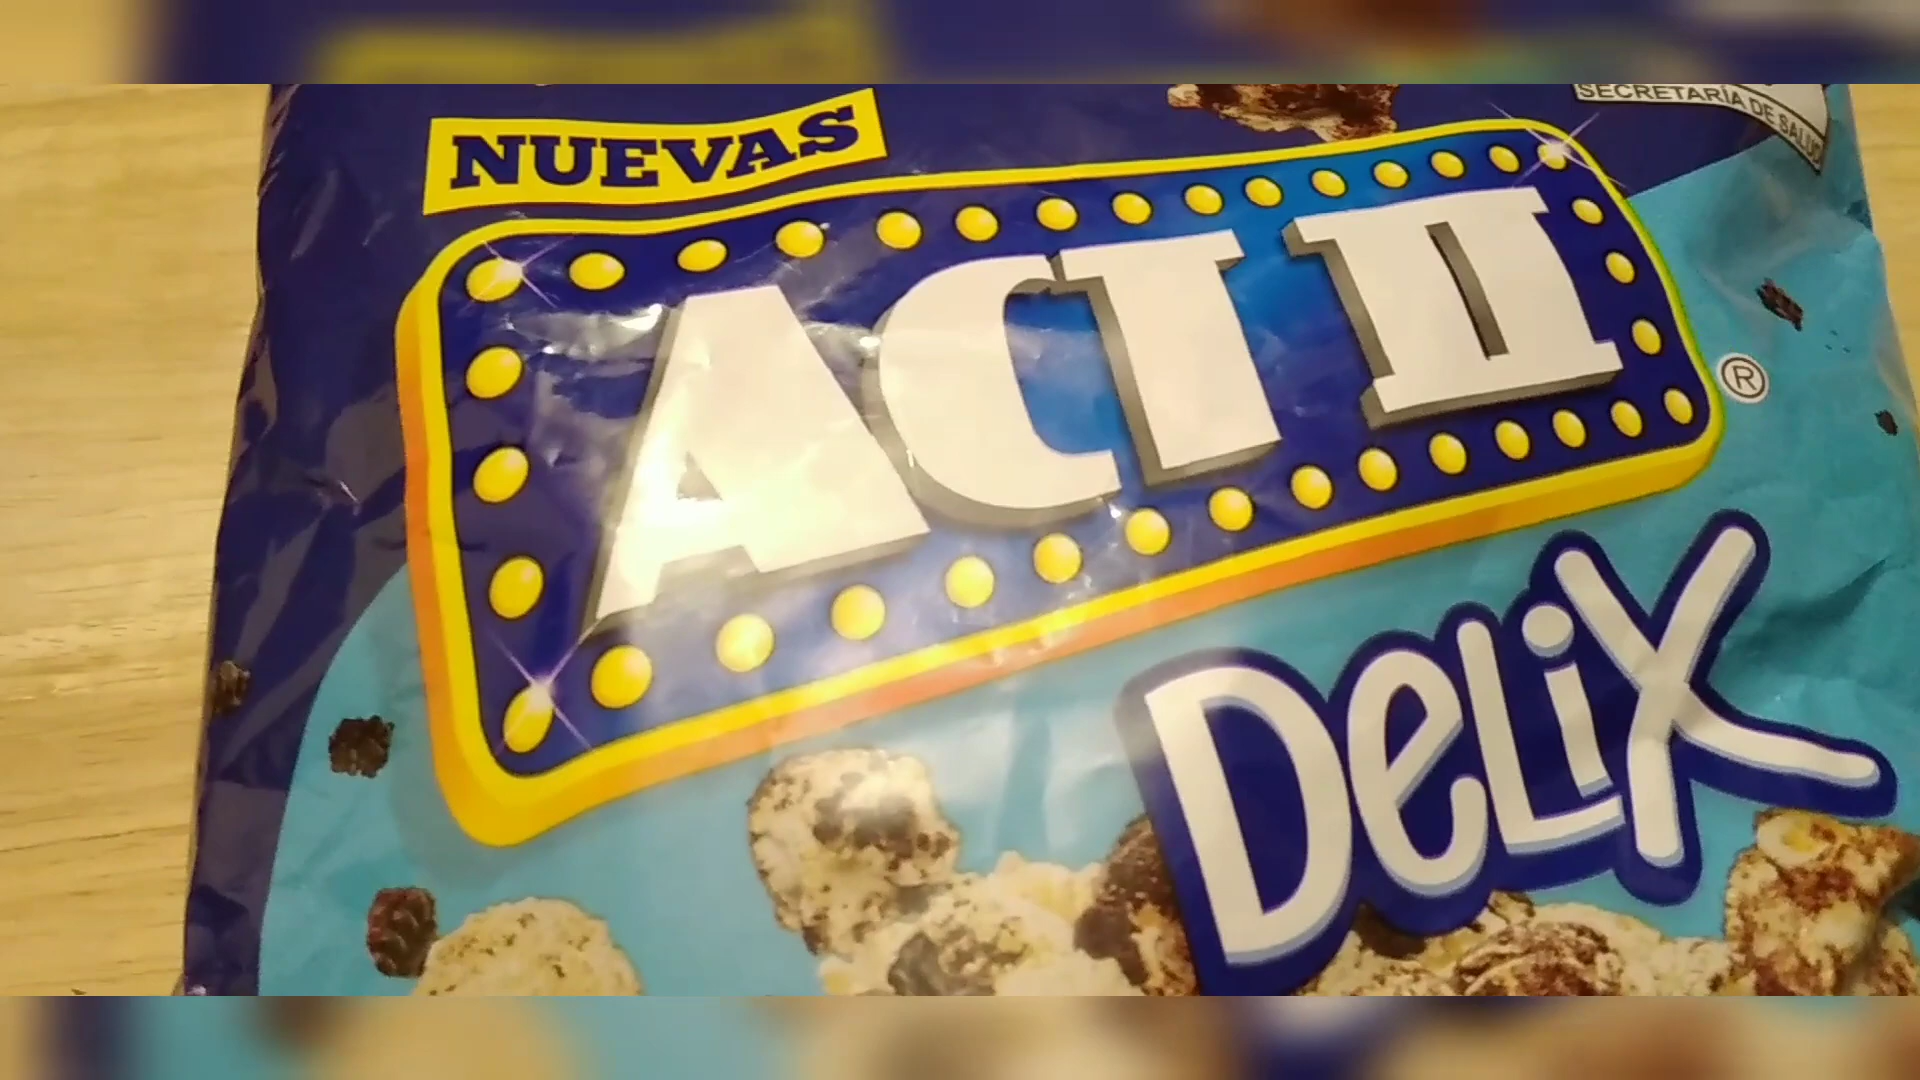 NUEVAS
SECRETARÍA DE SALUD
ACT II
®
DELiX